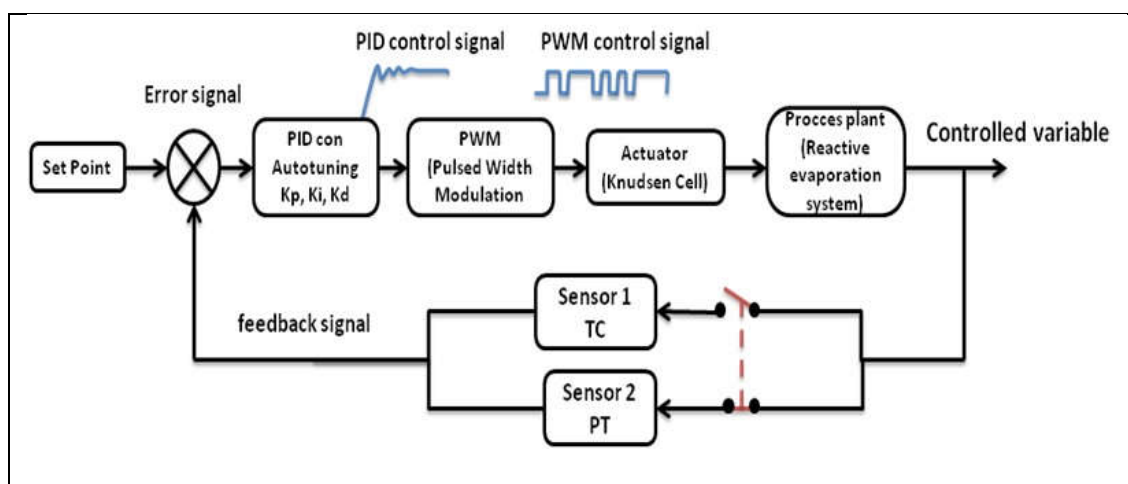 PID control signal
PWM control signal
Error signal
Set Point
PID con
Autotuning
Kp, Ki, Kd
PWM
(Pulsed Width
Modulation
Actuator
(Knudsen Cell)
Procces plant
(Reactive
evaporation
system)
Controlled variable
feedback signal
Sensor 1
TC
Sensor 2
PT